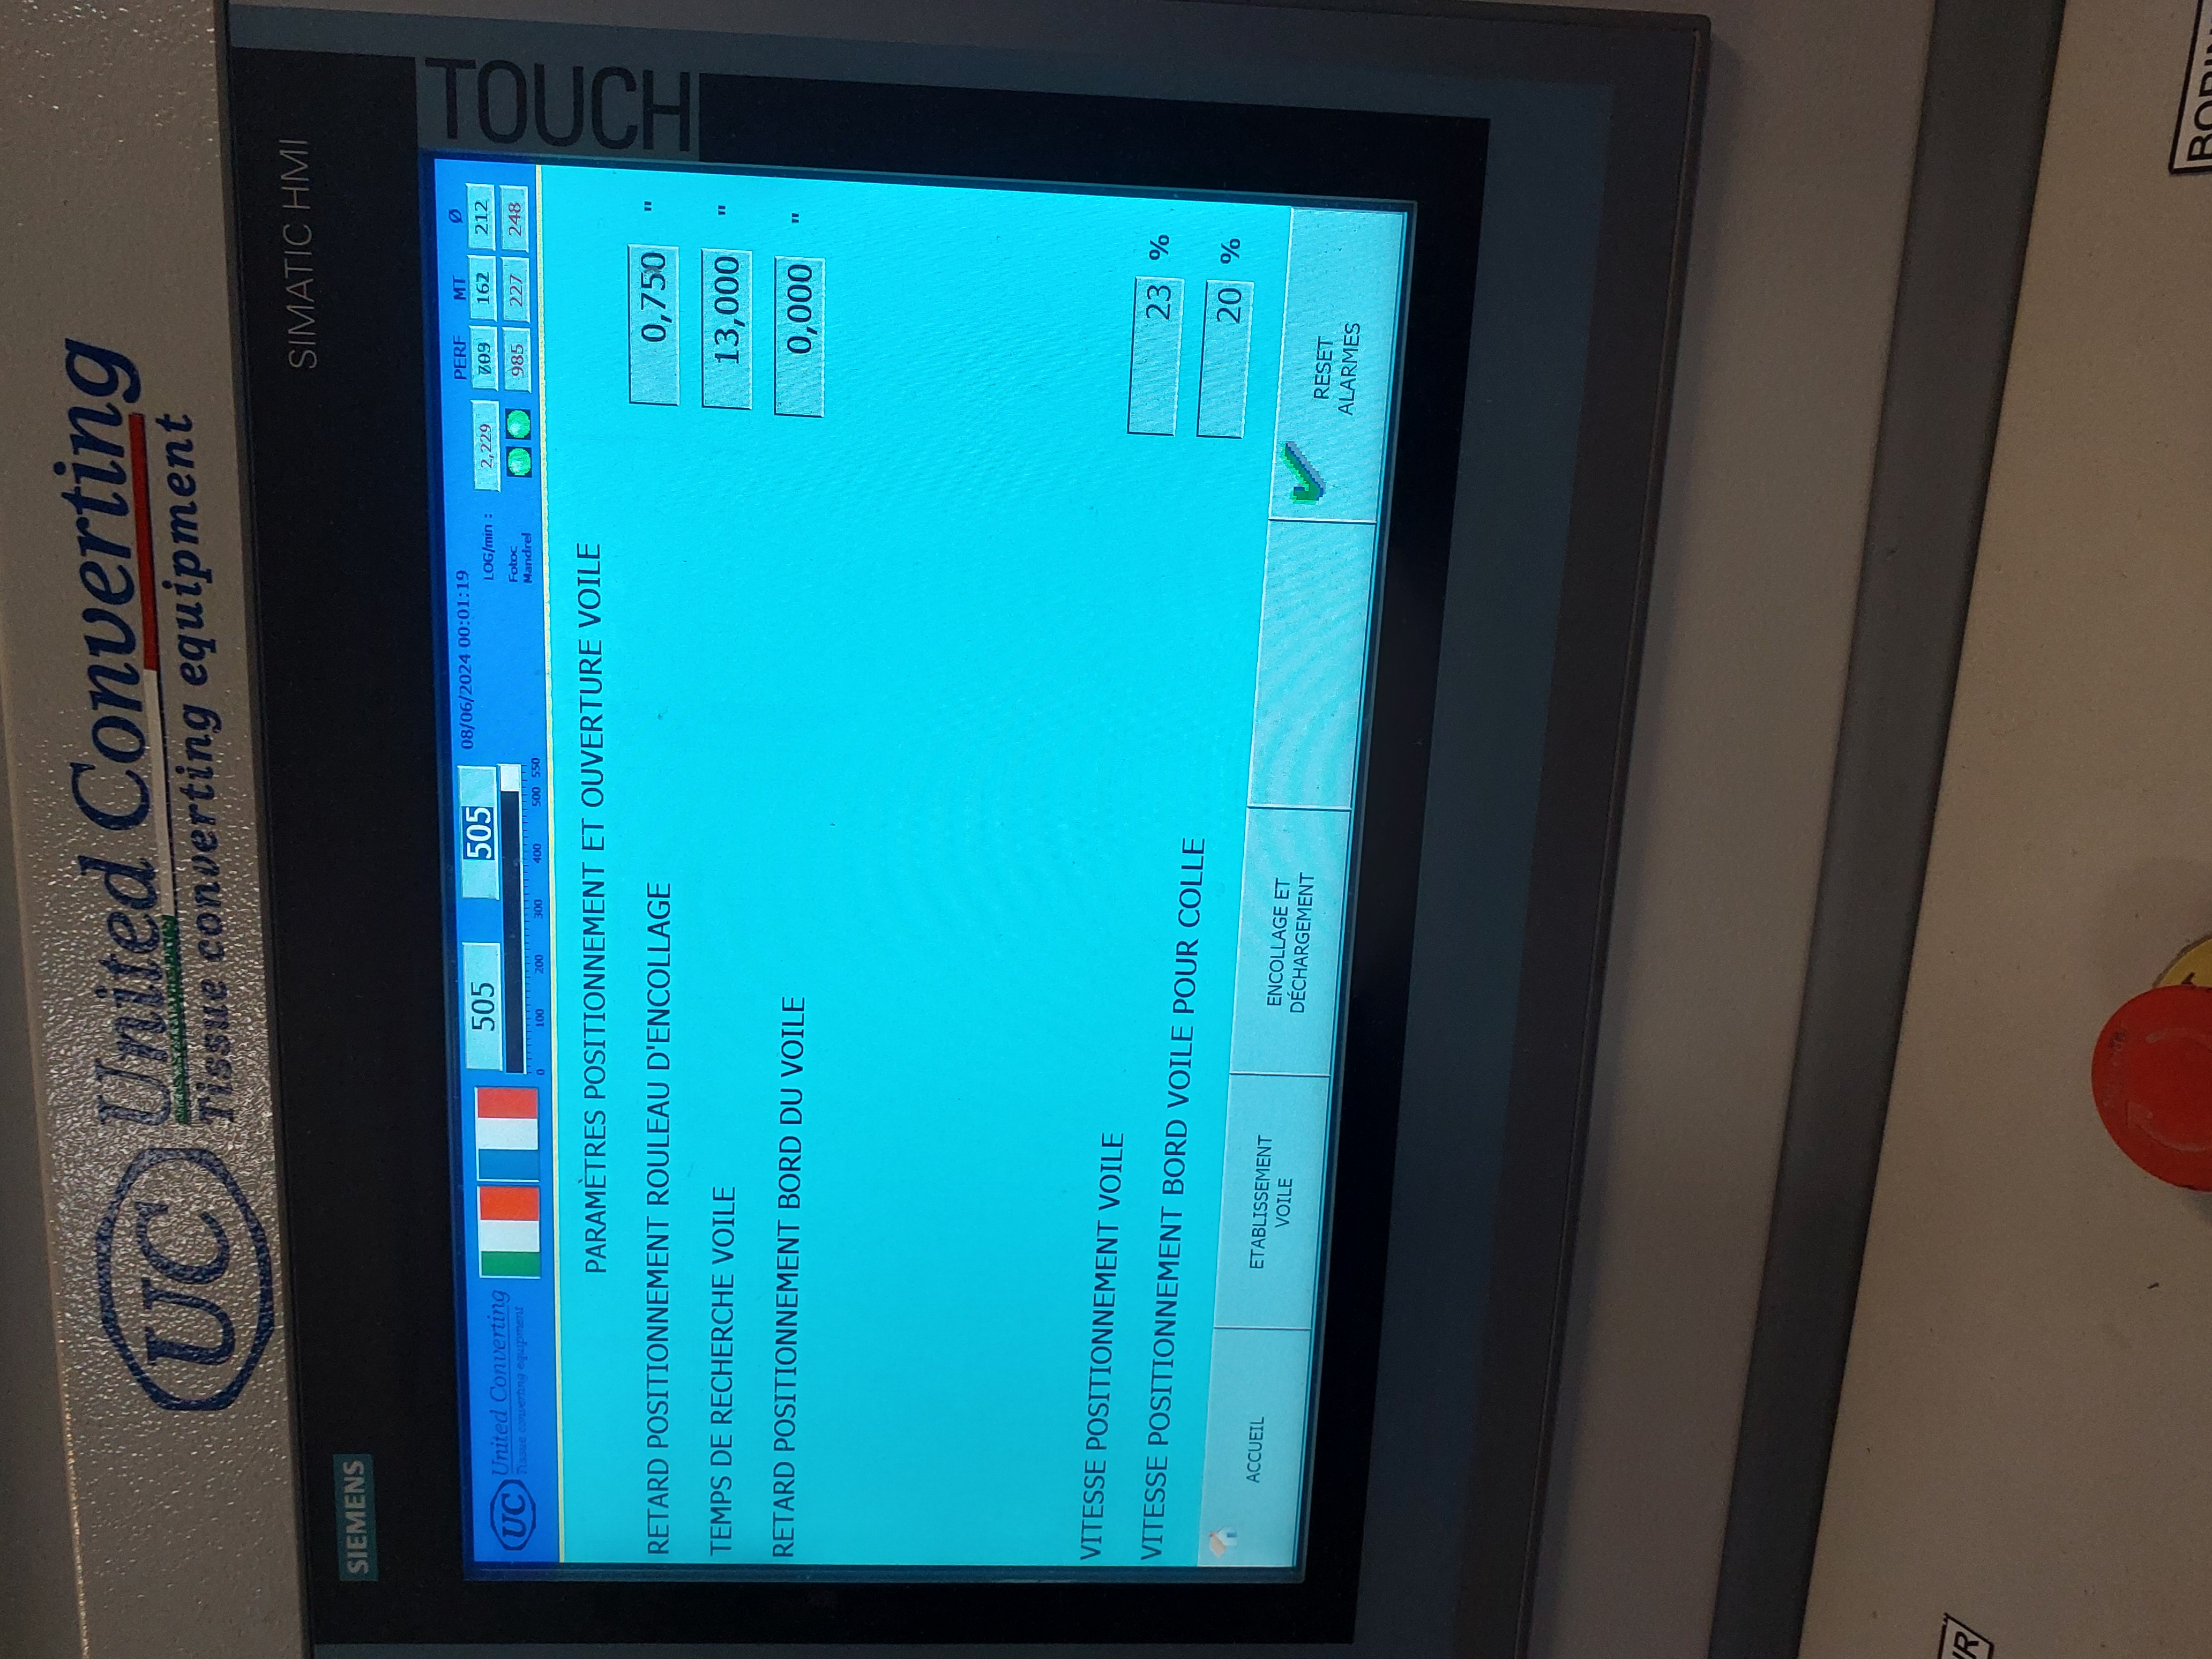 UC United Converting
Tissue converting equipment
SIMATIC HMI
SIEMENS
TOUCH
UC United Converting
Tissue converting equipment
505 505
0 100 200 300 400 500 550
08/06/2024 00:01:19
LOG/min : 2,229
Fotoc
Mandrel
PERF MT Ø
162 212
985 227 248
PARAMÈTRES POSITIONNEMENT ET OUVERTURE VOILE
RETARD POSITIONNEMENT ROULEAU D'ENCOLLAGE 0,750 "
TEMPS DE RECHERCHE VOILE 13,000 "
RETARD POSITIONNEMENT BORD DU VOILE 0,000 "
VITESSE POSITIONNEMENT VOILE 23 %
VITESSE POSITIONNEMENT BORD VOILE POUR COLLE 20 %
ACCUEIL
ETABLISSEMENT
VOILE
ENCOLLAGE ET
DÉCHARGEMENT
RESET
ALARMES